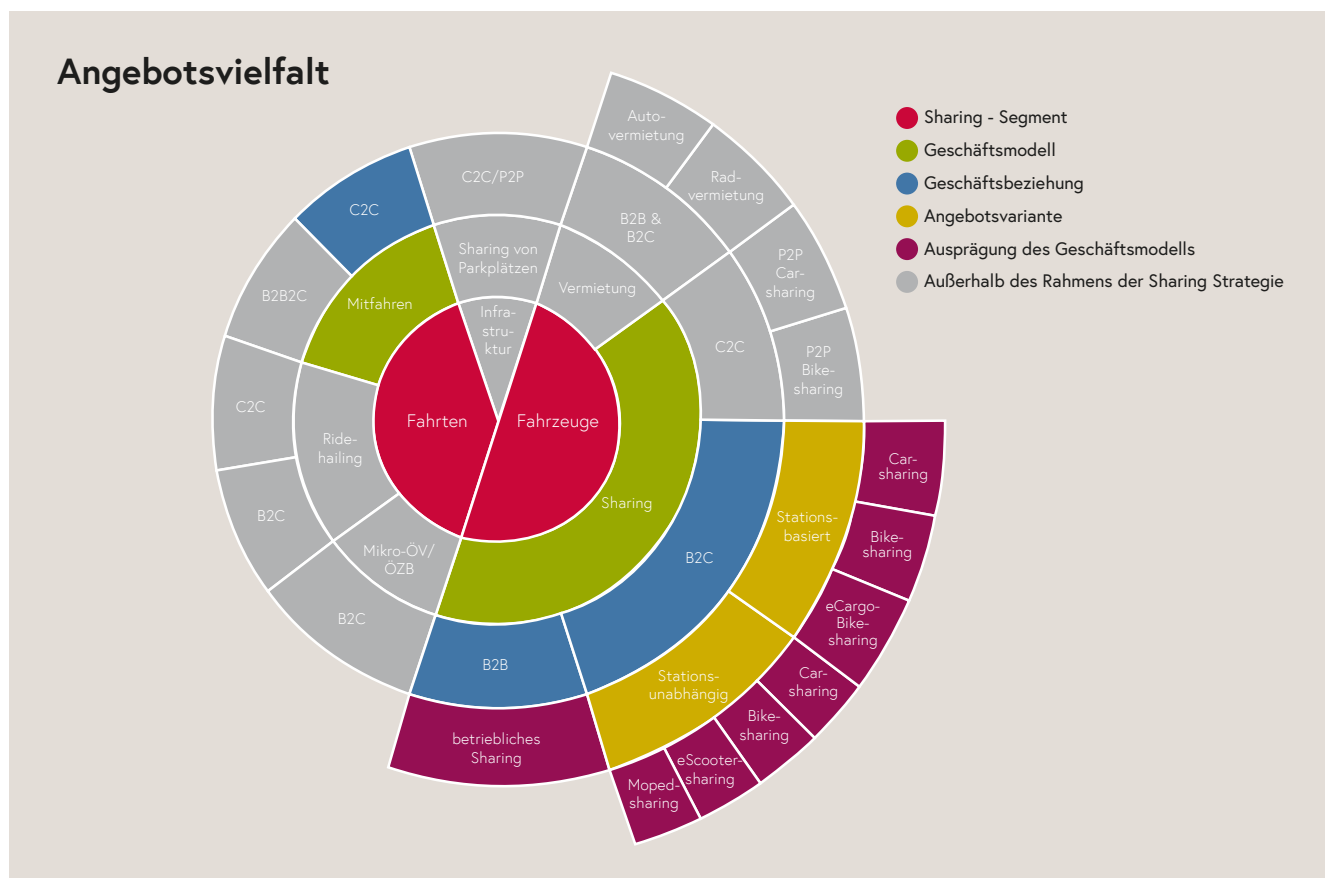 Angebotsvielfalt
Sharing - Segment
Geschäftsmodell
Geschäftsbeziehung
Angebotsvariante
Ausprägung des Geschäftsmodells
Außerhalb des Rahmens der Sharing Strategie
Auto-
vermietung
Rad-
vermietung
P2P
Car-
sharing
P2P
Bike-
sharing
B2B &
B2C
C2C
Vermietung
C2C/P2P
Sharing von
Parkplätzen
Infra-
stru-
ktur
C2C
Mitfahren
B2B2C
C2C
Ride-
hailing
B2C
Mikro-ÖV/
ÖZB
B2C
Fahrten
Fahrzeuge
Sharing
B2C
B2B
betriebliches
Sharing
Stations-
basiert
Stations-
unabhängig
Car-
sharing
Bike-
sharing
eCargo-
Bike-
sharing
Car-
sharing
Bike-
sharing
eScooter-
sharing
Moped-
sharing